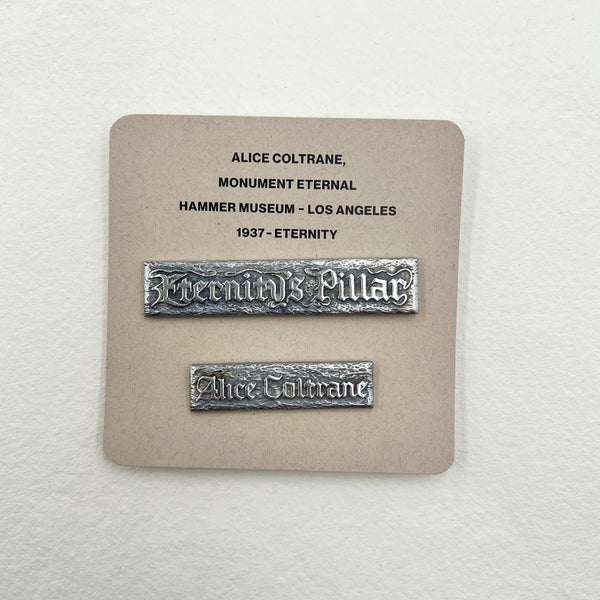 ALICE COLTRANE,
MONUMENT ETERNAL
HAMMER MUSEUM - LOS ANGELES
1937 - ETERNITY
Eternity's Pillar
Alice Coltrane